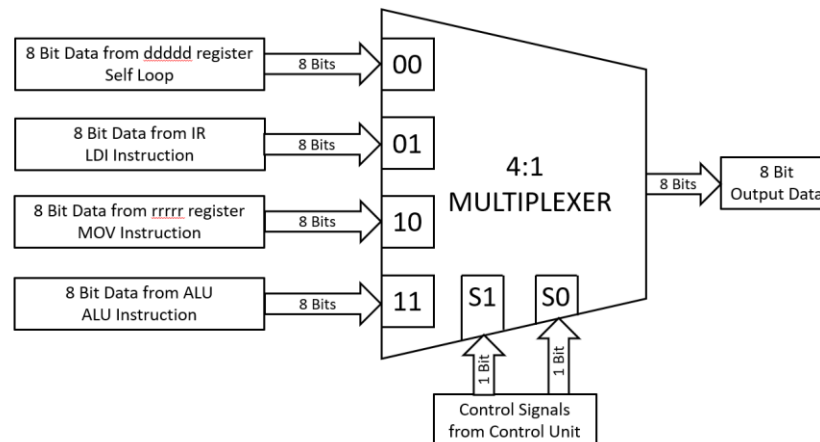 8 Bit Data from ddddd register
Self Loop
8 Bits
00
8 Bit Data from IR
LDI Instruction
8 Bits
01
8 Bit Data from rrrrr register
MOV Instruction
8 Bits
10
8 Bit Data from ALU
ALU Instruction
8 Bits
11
4:1
MULTIPLEXER
8 Bits
8 Bit
Output Data
S1
S0
1 Bit
1 Bit
Control Signals
from Control Unit